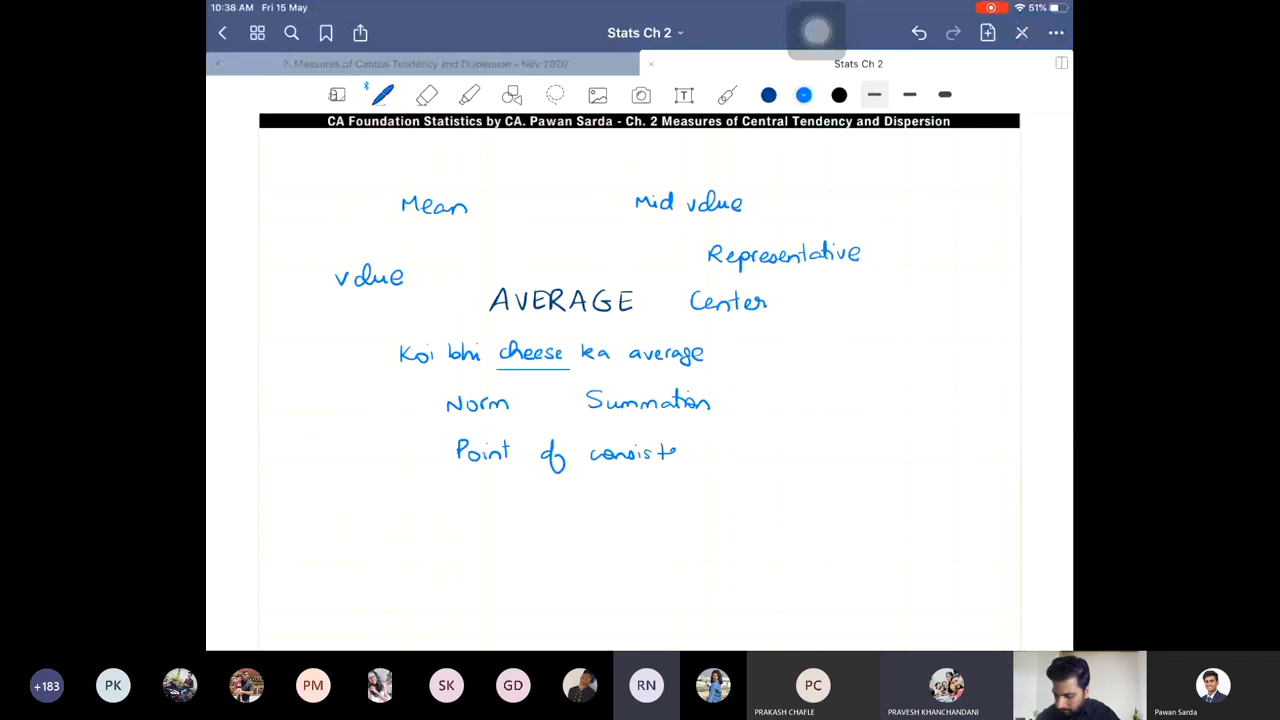 10:38 AM Fri 15 May
51%
Stats Ch 2
2. Measures of Central Tendency and Dispersion - Nov 2020
Stats Ch 2
CA Foundation Statistics by CA. Pawan Sarda - Ch. 2 Measures of Central Tendency and Dispersion
Mean
Mid value
Representative
value
AVERAGE
Center
Koi bhi cheese ka average
Norm
Summation
Point of consiste
+183
PK
PM
SK
GD
RN
PC
PRAKASH CHAFLE
PRAVESH KHANCHANDANI
Pawan Sarda